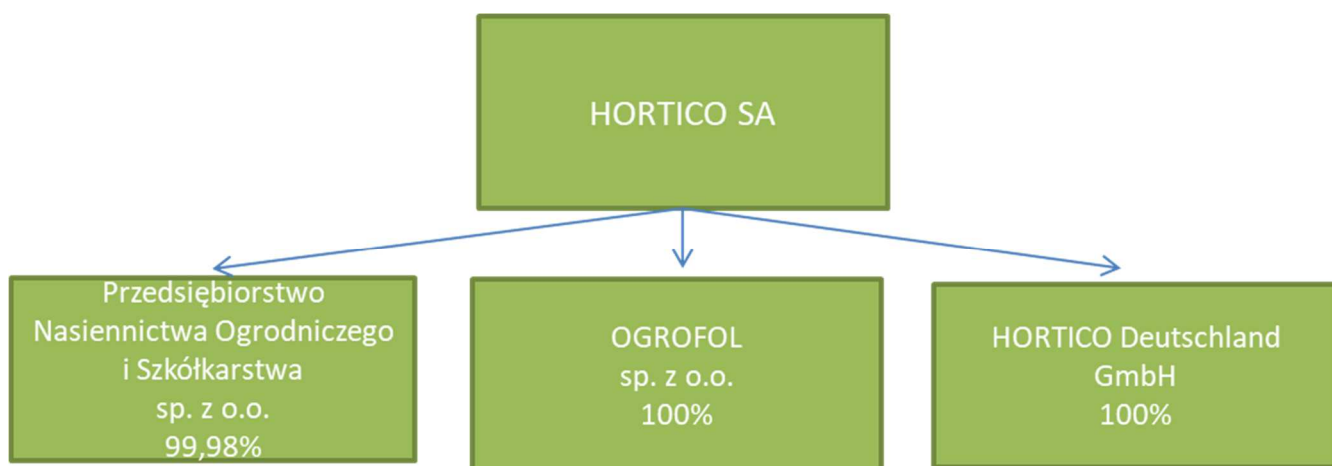 HORTICO SA
Przedsiębiorstwo
Nasiennictwa Ogrodniczego
i Szkółkarstwa
sp. z o.o.
99,98%
OGROFOL
sp. z o.o.
100%
HORTICO Deutschland
GmbH
100%